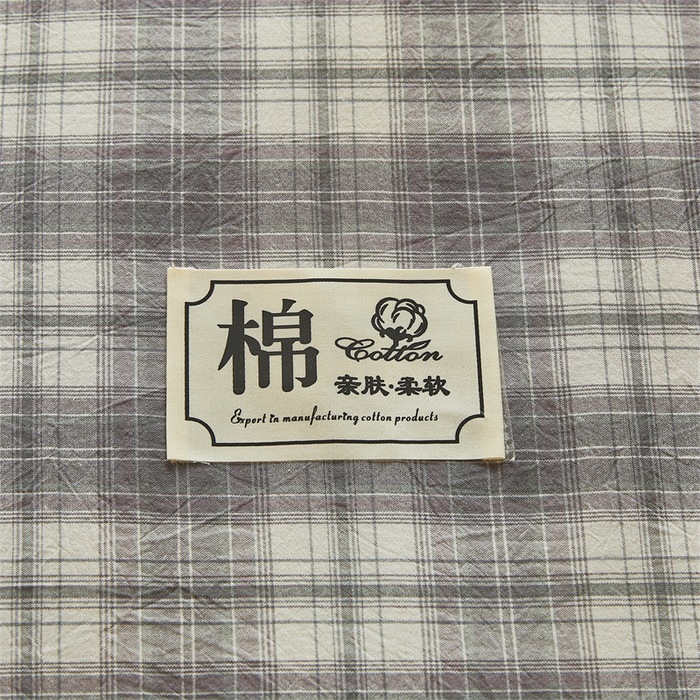 棉
Cotton
亲肤·柔软
Expert in manufacturing cotton products